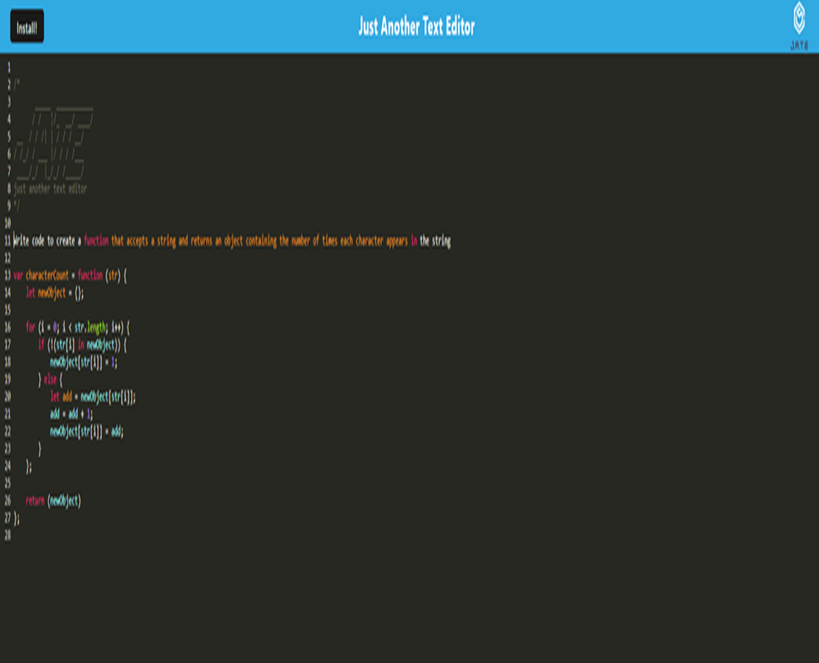 Install!
Just Another Text Editor
JATE
1
2 /*
3
4
5
6
7
8 just another text editor
9 */
10
11 Write code to create a function that accepts a string and returns an object containing the number of times each character appears in the string
12
13 var characterCount = function (str) {
14 let newObject = {};
15
16 for (i = 0; i < str.length; i++) {
17 if (!(str[i] in newObject)) {
18 newObject[str[i]] = 1;
19 } else {
20 let add = newObject[str[i]];
21 add = add + 1;
22 newObject[str[i]] = add;
23 }
24 };
25
26 return (newObject)
27 };
28